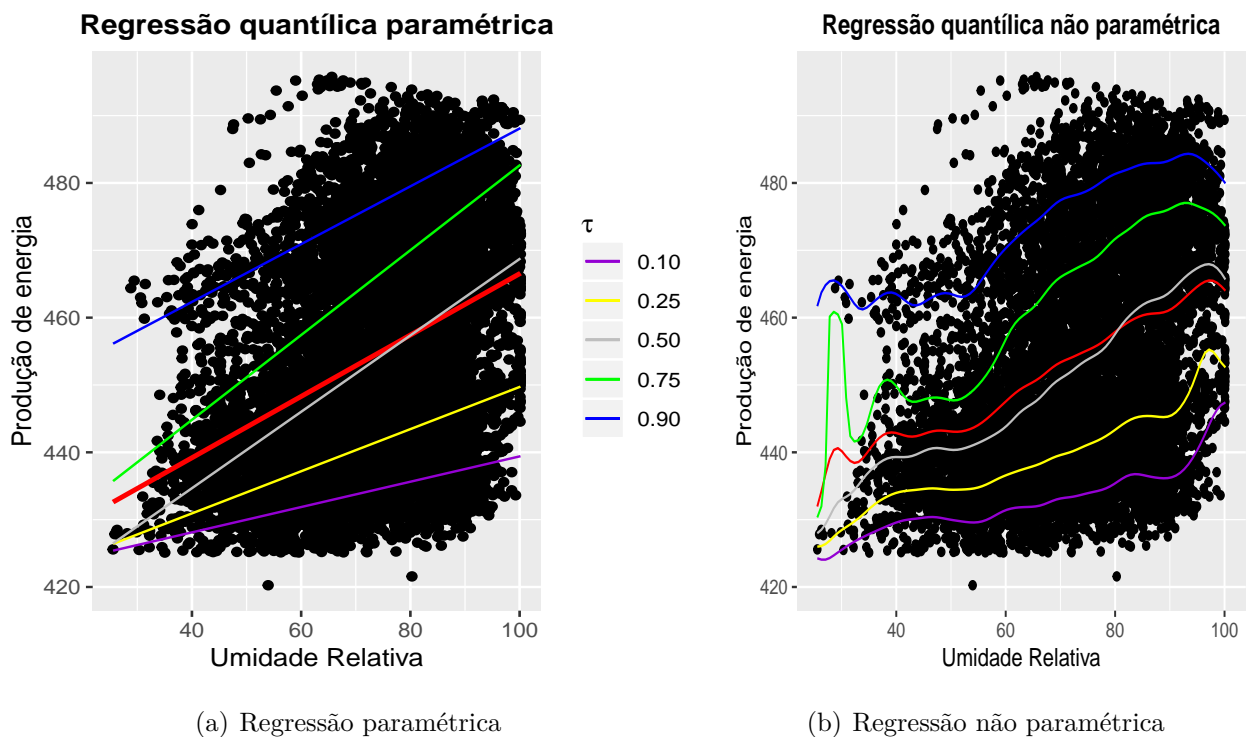 Regressão quantílica paramétrica
Produção de energia
480
460
440
420
40 60 80 100
Umidade Relativa
τ
0.10
0.25
0.50
0.75
0.90
(a) Regressão paramétrica
Regressão quantílica não paramétrica
Produção de energia
480
460
440
420
40 60 80 100
Umidade Relativa
(b) Regressão não paramétrica